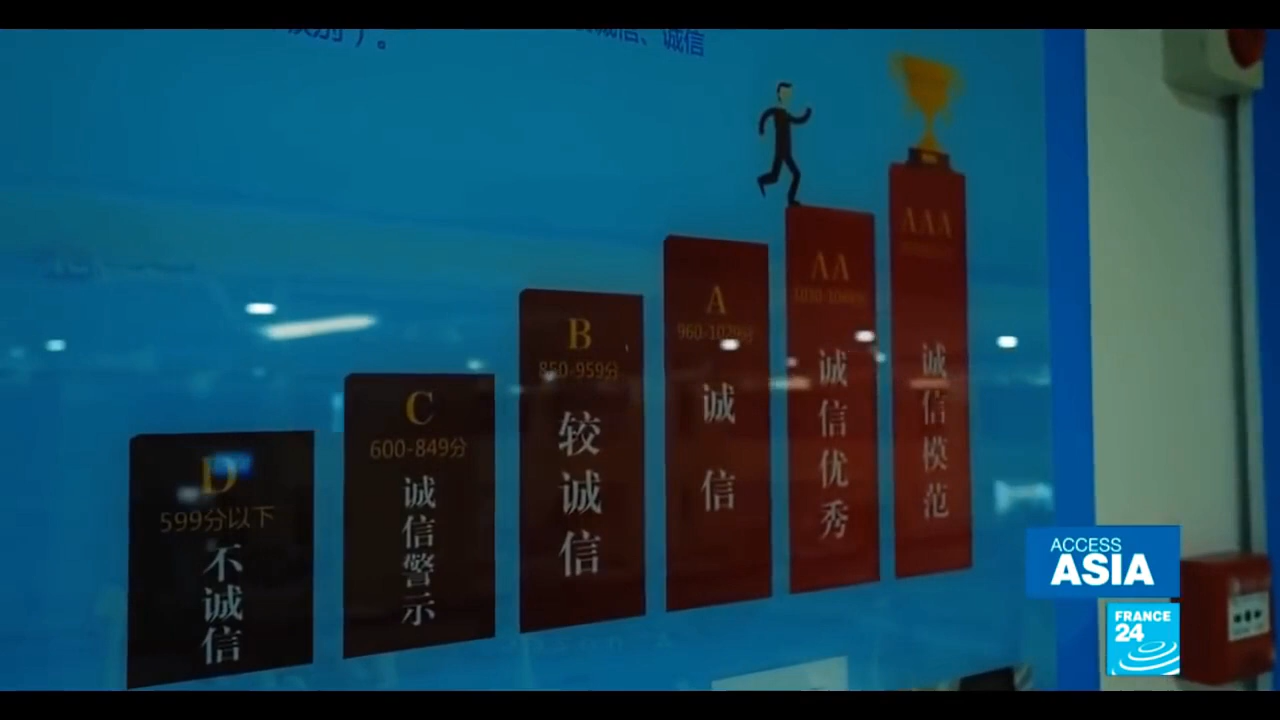 诚信
D
599分以下
不诚信
C
600-849分
诚信警示
B
850-959分
较诚信
A
960-1029分
诚信
AA
诚信优秀
AAA
诚信模范
ACCESS
ASIA
FRANCE
24